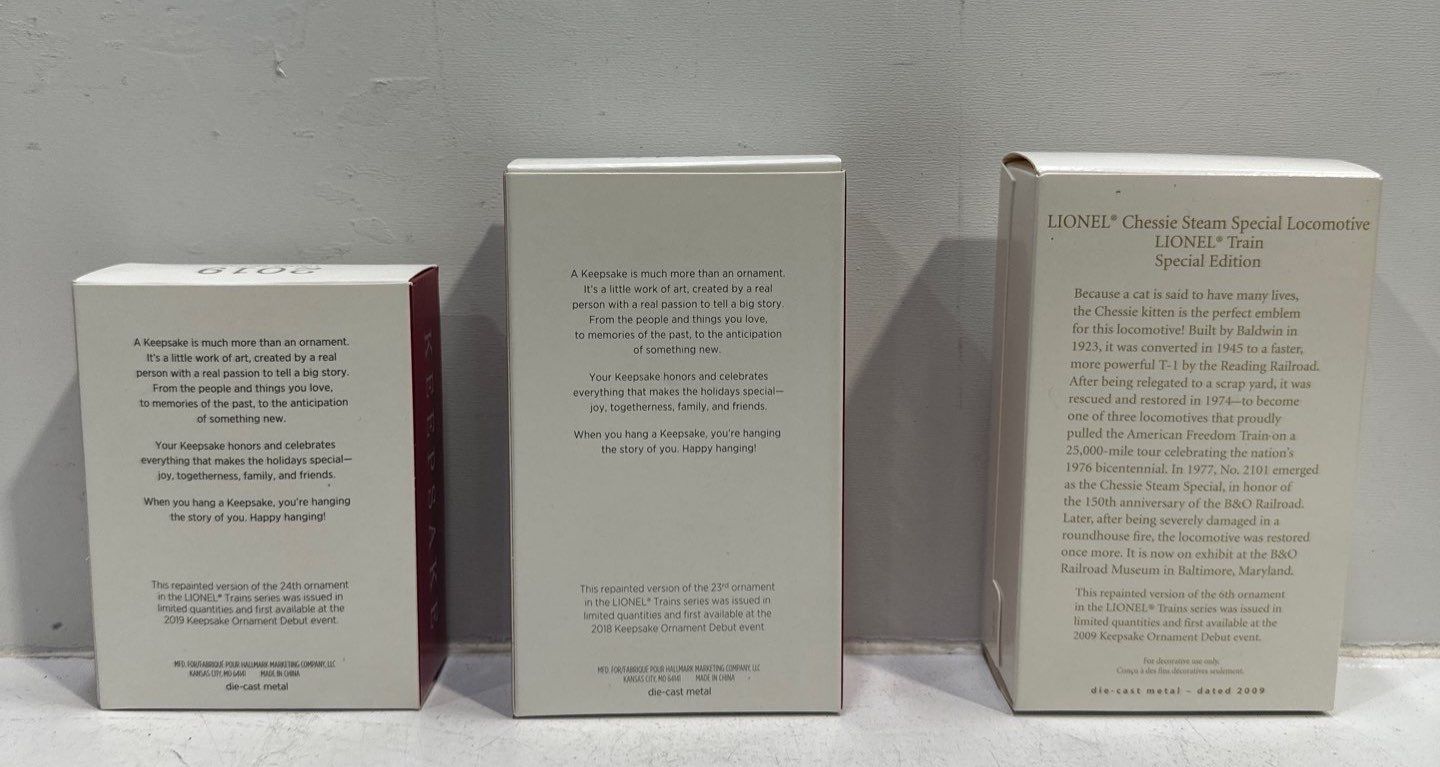 2019
A Keepsake is much more than an ornament.
It's a little work of art, created by a real
person with a real passion to tell a big story.
From the people and things you love,
to memories of the past, to the anticipation
of something new.
Your Keepsake honors and celebrates
everything that makes the holidays special—
joy, togetherness, family, and friends.
When you hang a Keepsake, you're hanging
the story of you. Happy hanging!
This repainted version of the 24th ornament
in the LIONEL® Trains series was issued in
limited quantities and first available at the
2019 Keepsake Ornament Debut event.
MFD. FOR/FABRIQUÉ POUR HALLMARK MARKETING COMPANY, LLC
KANSAS CITY, MO 64141 MADE IN CHINA
die-cast metal
KEEPSAKE
A Keepsake is much more than an ornament.
It's a little work of art, created by a real
person with a real passion to tell a big story.
From the people and things you love,
to memories of the past, to the anticipation
of something new.
Your Keepsake honors and celebrates
everything that makes the holidays special—
joy, togetherness, family, and friends.
When you hang a Keepsake, you're hanging
the story of you. Happy hanging!
This repainted version of the 23rd ornament
in the LIONEL® Trains series was issued in
limited quantities and first available at the
2018 Keepsake Ornament Debut event
MFD. FOR/FABRIQUÉ POUR HALLMARK MARKETING COMPANY, LLC
KANSAS CITY, MO 64141 MADE IN CHINA
die-cast metal
LIONEL® Chessie Steam Special Locomotive
LIONEL® Train
Special Edition
Because a cat is said to have many lives,
the Chessie kitten is the perfect emblem
for this locomotive! Built by Baldwin in
1923, it was converted in 1945 to a faster,
more powerful T-1 by the Reading Railroad.
After being relegated to a scrap yard, it was
rescued and restored in 1974—to become
one of three locomotives that proudly
pulled the American Freedom Train on a
25,000-mile tour celebrating the nation's
1976 bicentennial. In 1977, No. 2101 emerged
as the Chessie Steam Special, in honor of
the 150th anniversary of the B&O Railroad.
Later, after being severely damaged in a
roundhouse fire, the locomotive was restored
once more. It is now on exhibit at the B&O
Railroad Museum in Baltimore, Maryland.
This repainted version of the 6th ornament
in the LIONEL® Trains series was issued in
limited quantities and first available at the
2009 Keepsake Ornament Debut event.
For decorative use only.
Conçu à des fins décoratives seulement.
die-cast metal – dated 2009